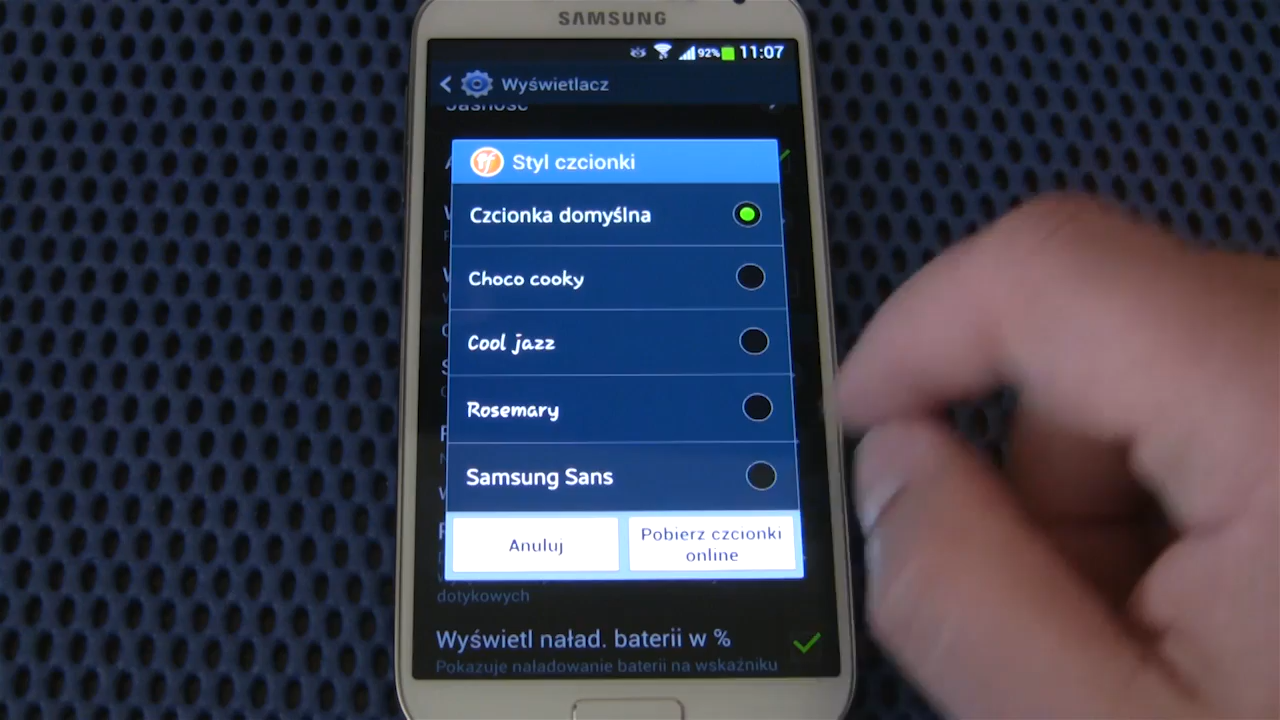 SAMSUNG
92% 11:07
Wyświetlacz
Jasność
Styl czcionki
Czcionka domyślna
Choco cooky
Cool jazz
Rosemary
Samsung Sans
Anuluj
Pobierz czcionki
online
dotykowych
Wyświetl naład. baterii w %
Pokazuje naładowanie baterii na wskaźniku